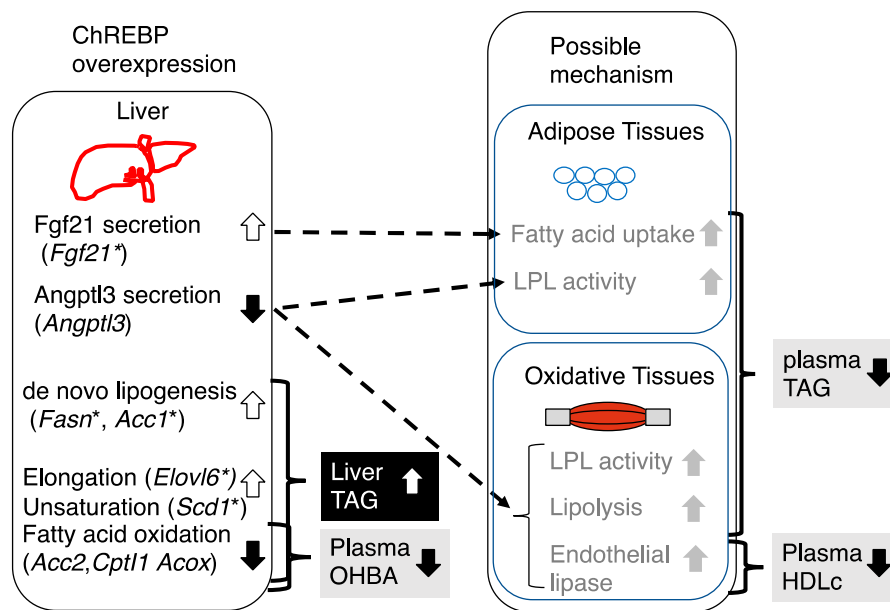 ChREBP
overexpression
Liver
Fgf21 secretion
(Fgf21*)
Angptl3 secretion
(Angptl3)
de novo lipogenesis
(Fasn*, Acc1*)
Elongation (Elovl6*)
Unsaturation (Scd1*)
Fatty acid oxidation
(Acc2,CptI1 Acox)
Liver
TAG
Plasma
OHBA
Possible
mechanism
Adipose Tissues
Fatty acid uptake
LPL activity
Oxidative Tissues
LPL activity
Lipolysis
Endothelial
lipase
plasma
TAG
Plasma
HDLc